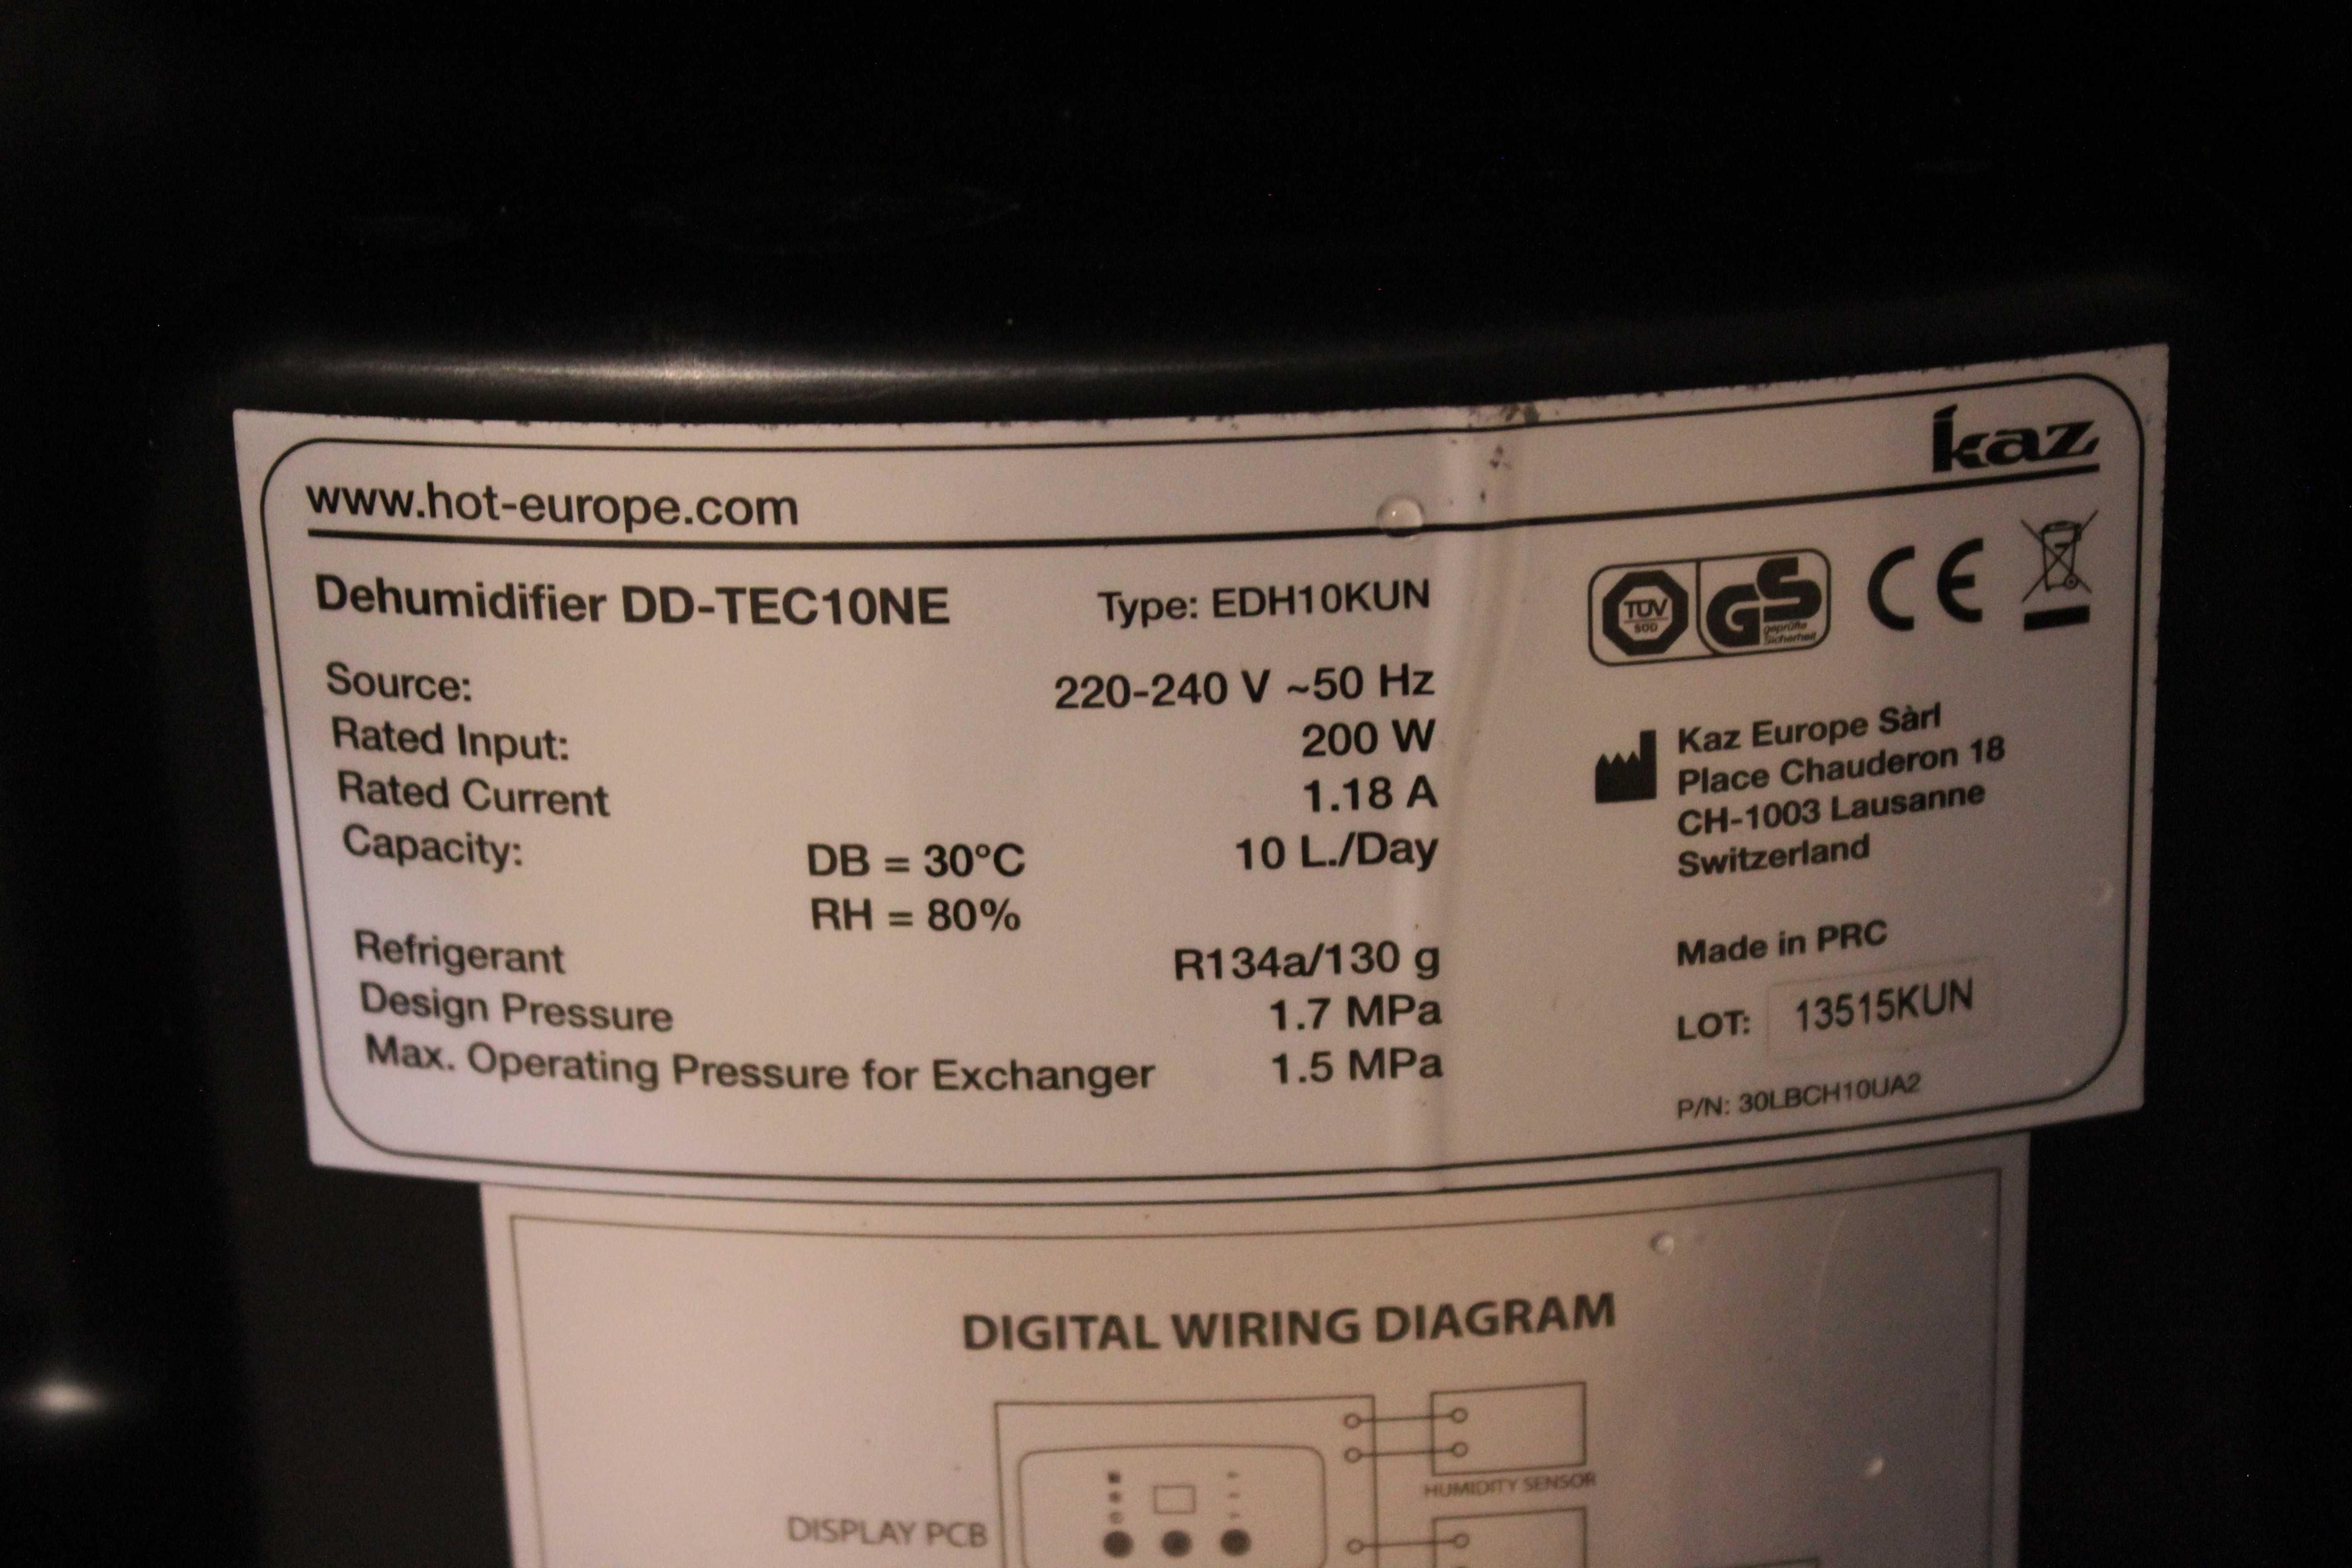 kaz
www.hot-europe.com
Dehumidifier DD-TEC10NE Type: EDH10KUN
Source: 220-240 V ~50 Hz
Rated Input: 200 W
Rated Current 1.18 A
Capacity: DB = 30°C 10 L./Day
RH = 80%
Refrigerant R134a/130 g
Design Pressure 1.7 MPa
Max. Operating Pressure for Exchanger 1.5 MPa
TÜV
SÜD
GS
geprüfte
Sicherheit
CE
Kaz Europe Sàrl
Place Chauderon 18
CH-1003 Lausanne
Switzerland
Made in PRC
LOT: 13515KUN
P/N: 30LBCH10UA2
DIGITAL WIRING DIAGRAM
HUMIDITY SENSOR
DISPLAY PCB